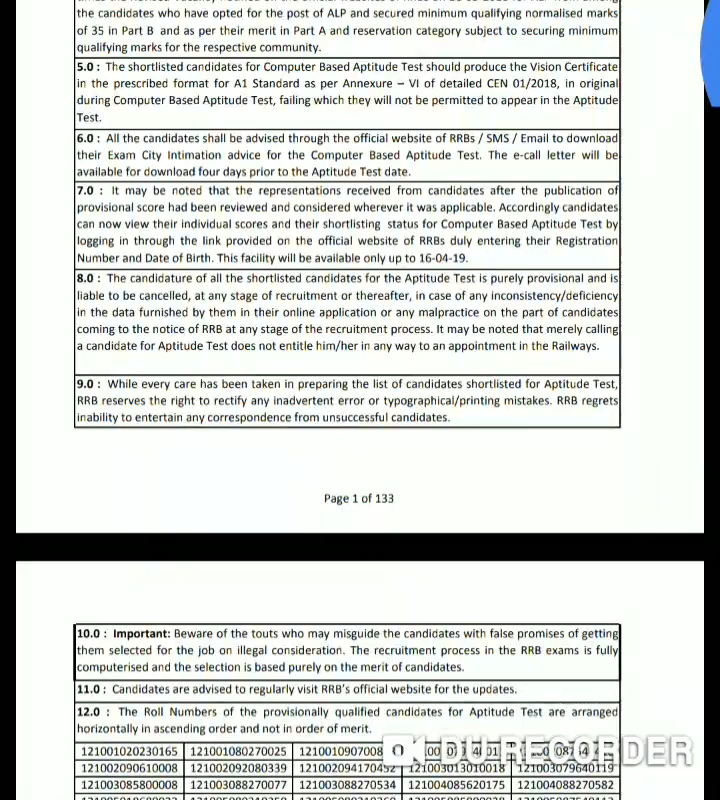 the candidates who have opted for the post of ALP and secured minimum qualifying normalised marks
of 35 in Part B and as per their merit in Part A and reservation category subject to securing minimum
qualifying marks for the respective community.
5.0 : The shortlisted candidates for Computer Based Aptitude Test should produce the Vision Certificate
in the prescribed format for A1 Standard as per Annexure – VI of detailed CEN 01/2018, in original
during Computer Based Aptitude Test, failing which they will not be permitted to appear in the Aptitude
Test.
6.0 : All the candidates shall be advised through the official website of RRBs / SMS / Email to download
their Exam City Intimation advice for the Computer Based Aptitude Test. The e-call letter will be
available for download four days prior to the Aptitude Test date.
7.0 : It may be noted that the representations received from candidates after the publication of
provisional score had been reviewed and considered wherever it was applicable. Accordingly candidates
can now view their individual scores and their shortlisting status for Computer Based Aptitude Test by
logging in through the link provided on the official website of RRBs duly entering their Registration
Number and Date of Birth. This facility will be available only up to 16-04-19.
8.0 : The candidature of all the shortlisted candidates for the Aptitude Test is purely provisional and is
liable to be cancelled, at any stage of recruitment or thereafter, in case of any inconsistency/deficiency
in the data furnished by them in their online application or any malpractice on the part of candidates
coming to the notice of RRB at any stage of the recruitment process. It may be noted that merely calling
a candidate for Aptitude Test does not entitle him/her in any way to an appointment in the Railways.
9.0 : While every care has been taken in preparing the list of candidates shortlisted for Aptitude Test,
RRB reserves the right to rectify any inadvertent error or typographical/printing mistakes. RRB regrets
inability to entertain any correspondence from unsuccessful candidates.
Page 1 of 133
10.0 : Important: Beware of the touts who may misguide the candidates with false promises of getting
them selected for the job on illegal consideration. The recruitment process in the RRB exams is fully
computerised and the selection is based purely on the merit of candidates.
11.0 : Candidates are advised to regularly visit RRB's official website for the updates.
12.0 : The Roll Numbers of the provisionally qualified candidates for Aptitude Test are arranged
horizontally in ascending order and not in order of merit.
121001020230165 121001080270025
DU RECORDER
121002090610008 121002092080339 121002094170452 121003013010018 121003079640119
121003085800008 121003088270077 121003088270534 121004085620175 121004088270582